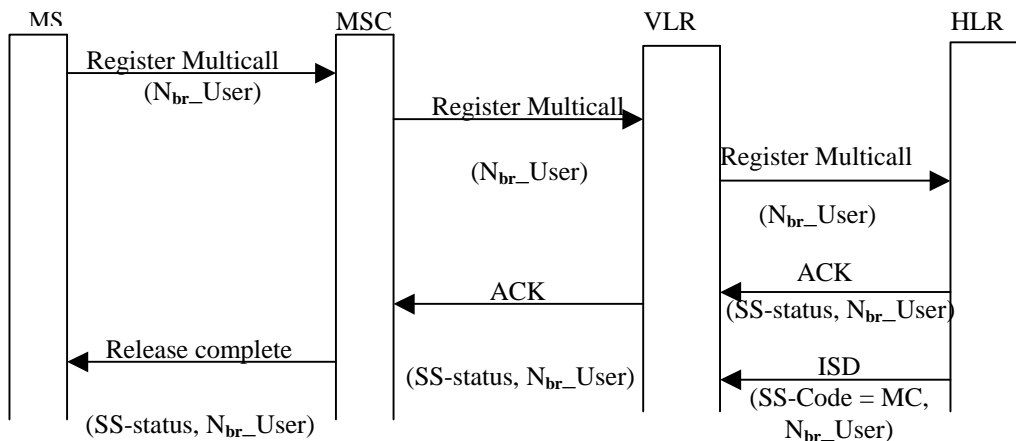 MS
MSC
VLR
HLR
Register Multicall
(Nbr_User)
Register Multicall
(Nbr_User)
Register Multicall
(Nbr_User)
ACK
(SS-status, Nbr_User)
ACK
(SS-status, Nbr_User)
Release complete
(SS-status, Nbr_User)
ISD
(SS-Code = MC,
Nbr_User)